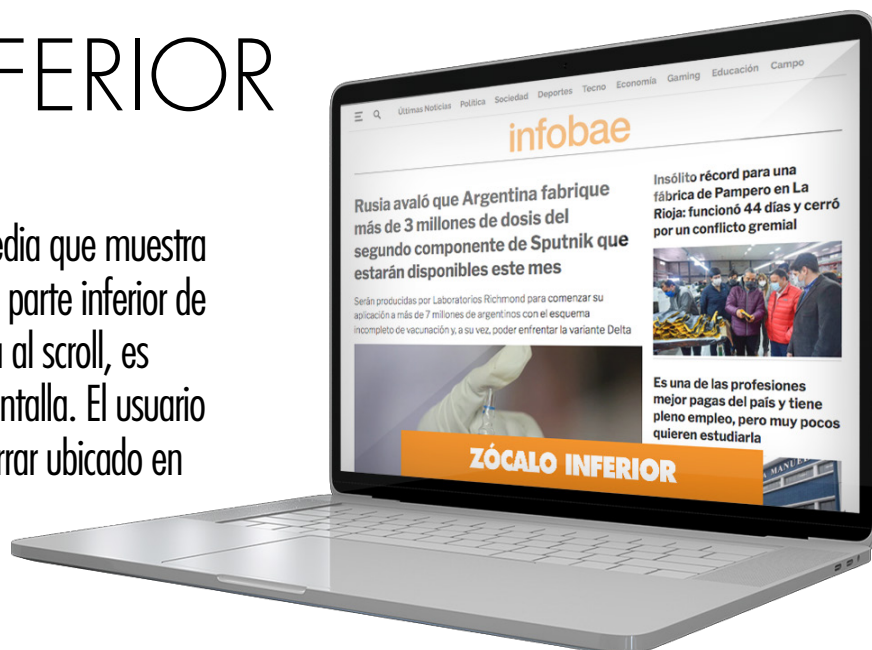 FERIOR
edia que muestra
parte inferior de
al scroll, es
ntalla. El usuario
rrar ubicado en
Últimas Noticias Política Sociedad Deportes Tecno Economía Gaming Educación Campo
infobae
Rusia avaló que Argentina fabrique
más de 3 millones de dosis del
segundo componente de Sputnik que
estarán disponibles este mes
Serán producidas por Laboratorios Richmond para comenzar su
aplicación a más de 7 millones de argentinos con el esquema
incompleto de vacunación y, a su vez, poder enfrentar la variante Delta
Insólito récord para una
fábrica de Pampero en La
Rioja: funcionó 44 días y cerró
por un conflicto gremial
Es una de las profesiones
mejor pagas del país y tiene
pleno empleo, pero muy pocos
quieren estudiarla
ZÓCALO INFERIOR
MANUE